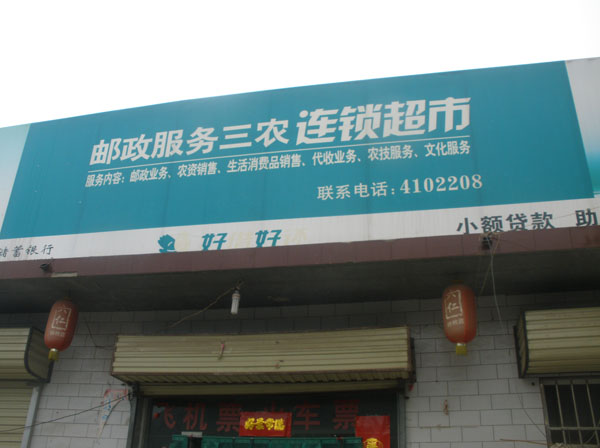 邮政服务三农 连锁超市
服务内容：邮政业务、农资销售、生活消费品销售、代收业务、农技服务、文化服务
联系电话：4102208
储蓄银行
好 好
小额贷款 助
仁
仁
飞机票 火车票